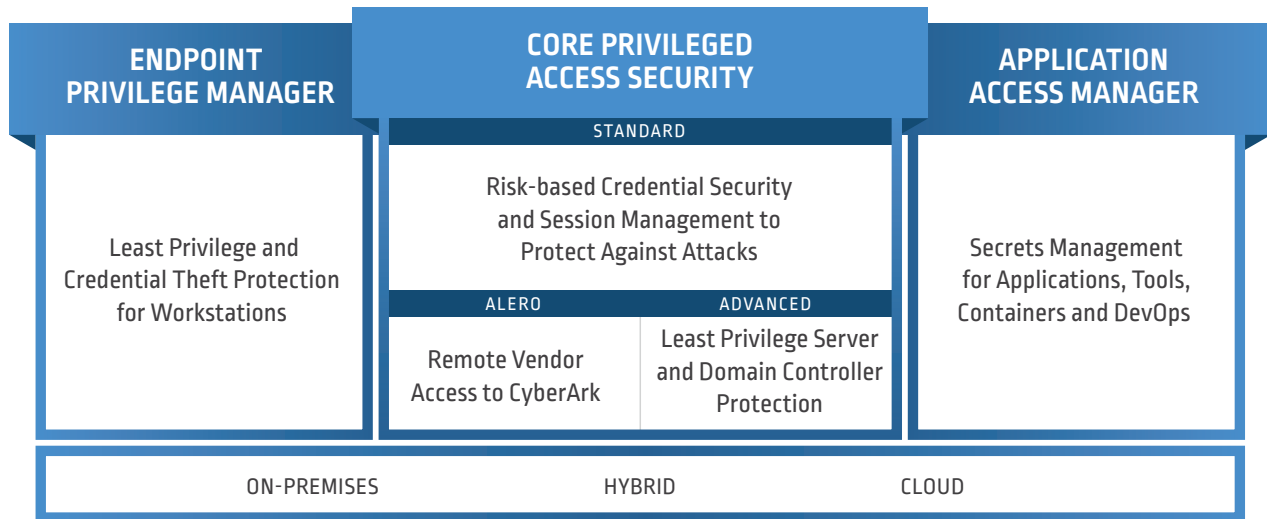 ENDPOINT
PRIVILEGE MANAGER
CORE PRIVILEGED
ACCESS SECURITY
APPLICATION
ACCESS MANAGER
STANDARD
Risk-based Credential Security
and Session Management to
Protect Against Attacks
Least Privilege and
Credential Theft Protection
for Workstations
ALERO
Remote Vendor
Access to CyberArk
ADVANCED
Least Privilege Server
and Domain Controller
Protection
Secrets Management
for Applications, Tools,
Containers and DevOps
ON-PREMISES
HYBRID
CLOUD